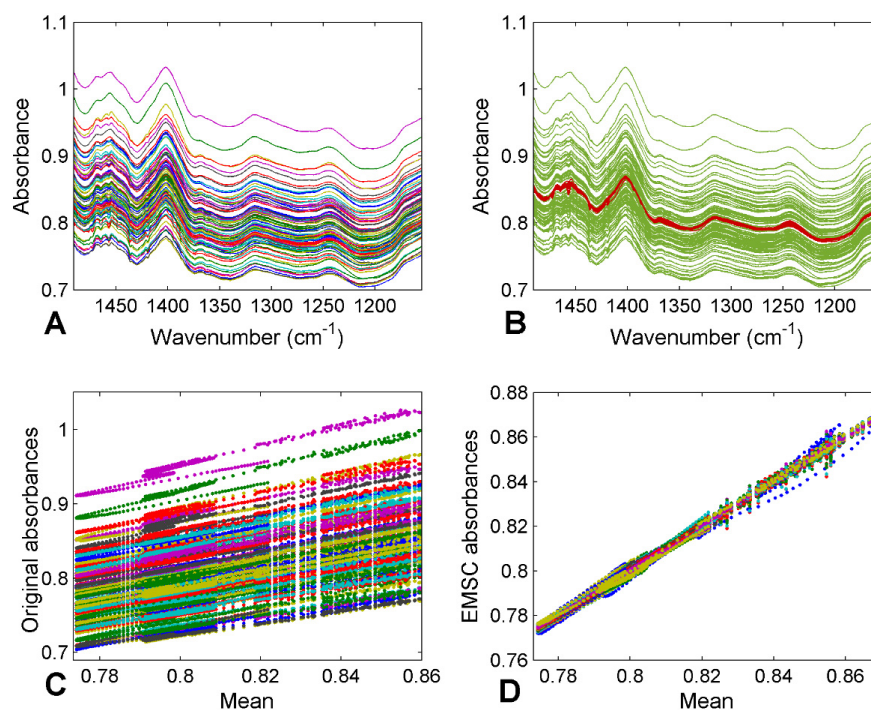 1.1
1
0.9
0.8
0.7
Absorbance
1450 1400 1350 1300 1250 1200
A
Wavenumber (cm-1)
1.1
1
0.9
0.8
0.7
Absorbance
1450 1400 1350 1300 1250 1200
B
Wavenumber (cm-1)
1
0.9
0.8
0.7
Original absorbances
0.78 0.8 0.82 0.84 0.86
C
Mean
0.88
0.86
0.84
0.82
0.8
0.78
0.76
EMSC absorbances
0.78 0.8 0.82 0.84 0.86
D
Mean